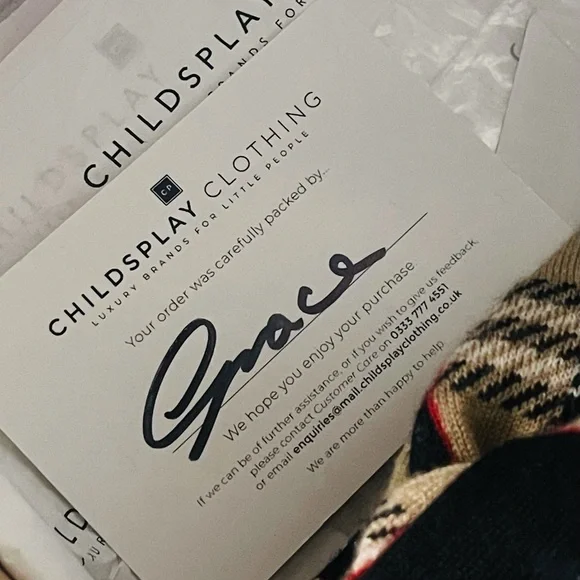 CHILDSPLAY
BRANDS FOR
CP
CHILDSPLAY CLOTHING
LUXURY BRANDS FOR LITTLE PEOPLE
Your order was carefully packed by...
Grace
We hope you enjoy your purchase
If we can be of further assistance, or if you wish to give us feedback,
please contact Customer Care on 0333 777 4551
or email enquiries@mail.childsplayclothing.co.uk
We are more than happy to help